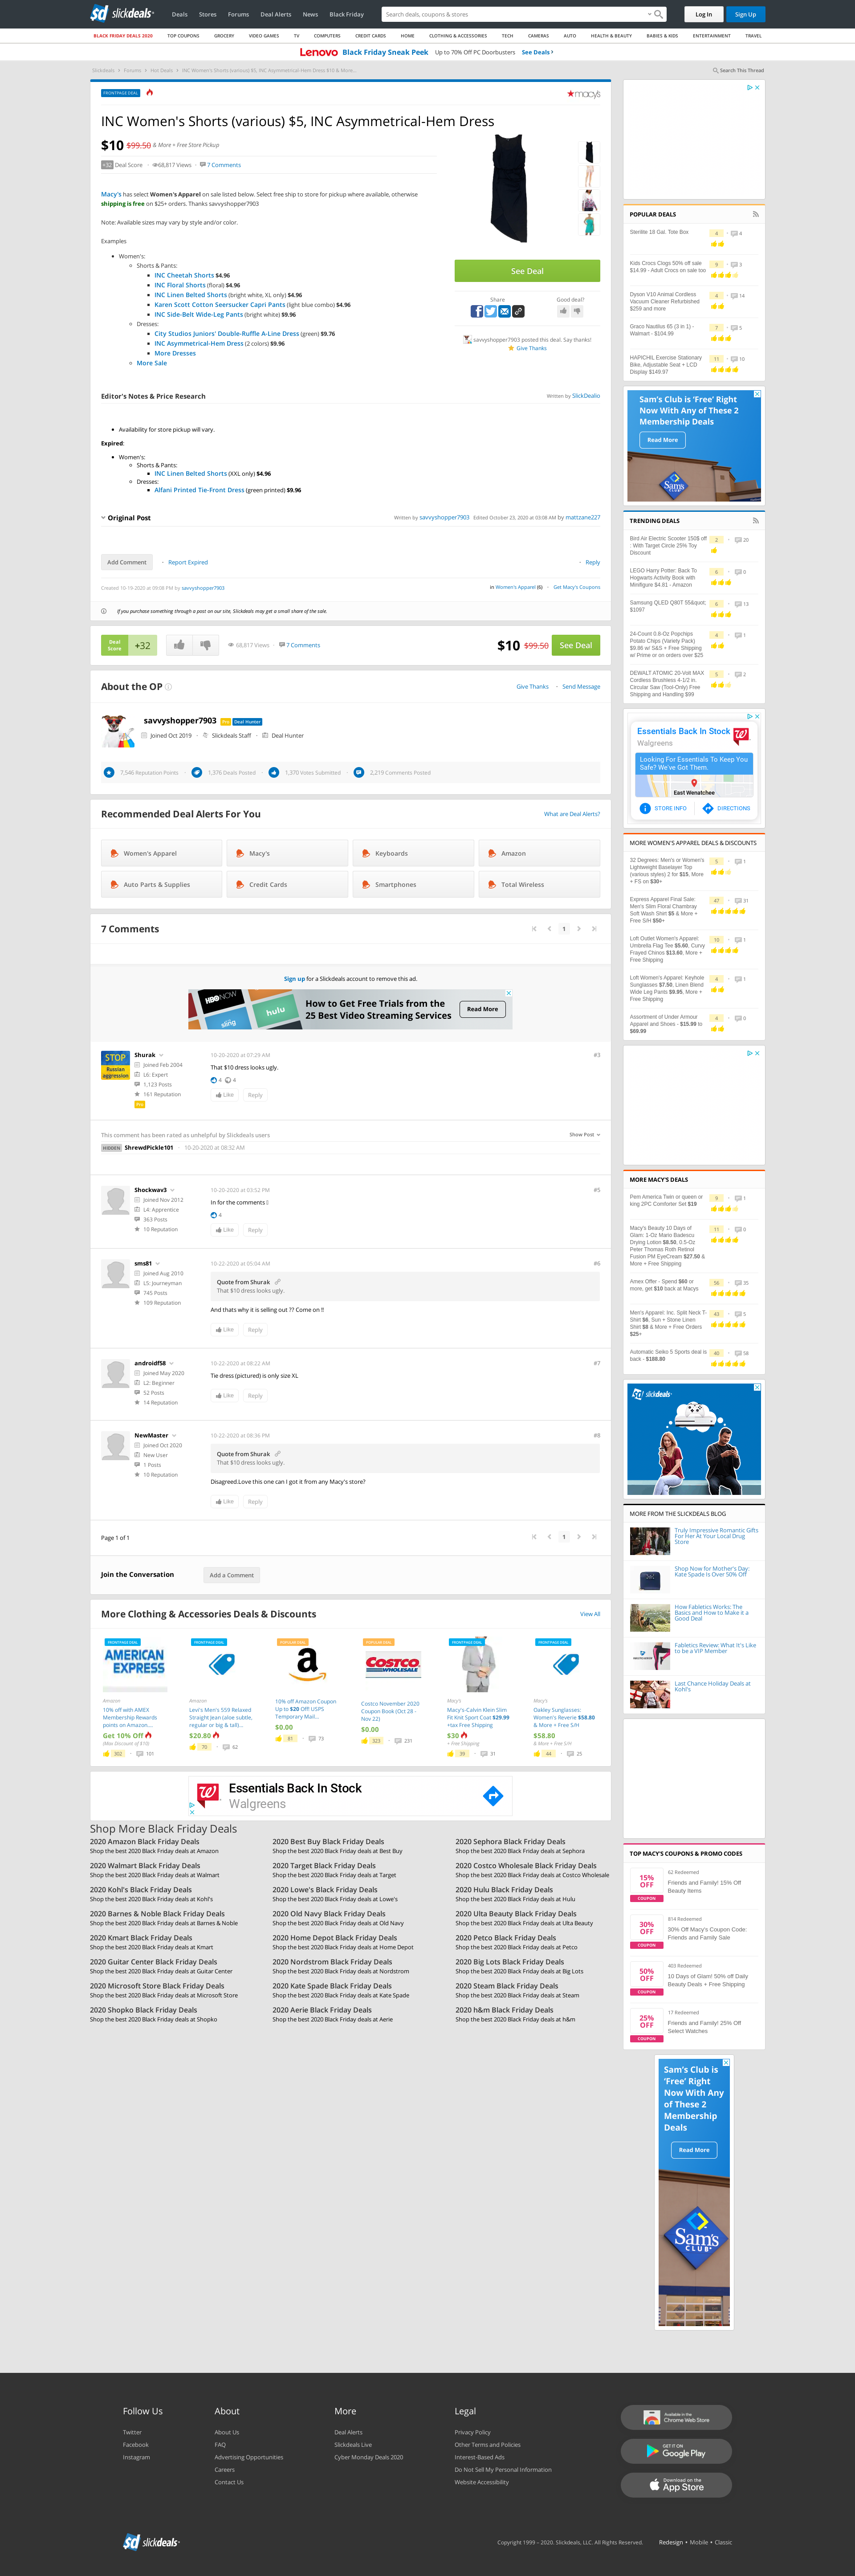 slickdeals
Deals Stores Forums Deal Alerts News Black Friday
Search deals, coupons & stores
Log In Sign Up
BLACK FRIDAY DEALS 2020 TOP COUPONS GROCERY VIDEO GAMES TV COMPUTERS CREDIT CARDS HOME CLOTHING & ACCESSORIES TECH CAMERAS AUTO HEALTH & BEAUTY BABIES & KIDS ENTERTAINMENT TRAVEL
Lenovo Black Friday Sneak Peek Up to 70% Off PC Doorbusters See Deals ›
Slickdeals › Forums › Hot Deals › INC Women's Shorts (various) $5, INC Asymmetrical-Hem Dress $10 & More..
Search This Thread
FRONTPAGE DEAL
★macy's
INC Women's Shorts (various) $5, INC Asymmetrical-Hem Dress
$10 $99.50 & More + Free Store Pickup
+32 Deal Score 68,817 Views 7 Comments
Macy's has select Women's Apparel on sale listed below. Select free ship to store for pickup where available, otherwise
shipping is free on $25+ orders. Thanks savvyshopper7903
Note: Available sizes may vary by style and/or color.
Examples
Women's:
Shorts & Pants:
INC Cheetah Shorts $4.96
INC Floral Shorts (floral) $4.96
INC Linen Belted Shorts (bright white, XL only) $4.96
Karen Scott Cotton Seersucker Capri Pants (light blue combo) $4.96
INC Side-Belt Wide-Leg Pants (bright white) $9.96
Dresses:
City Studios Juniors' Double-Ruffle A-Line Dress (green) $9.76
INC Asymmetrical-Hem Dress (2 colors) $9.96
More Dresses
More Sale
See Deal
Share
Good deal?
savvyshopper7903 posted this deal. Say thanks!
Give Thanks
Editor's Notes & Price Research
Written by SlickDealio
Availability for store pickup will vary.
Expired:
Women's:
Shorts & Pants:
INC Linen Belted Shorts (XXL only) $4.96
Dresses:
Alfani Printed Tie-Front Dress (green printed) $9.96
Original Post
Written by savvyshopper7903 Edited October 23, 2020 at 03:08 AM by mattzane227
Add Comment Report Expired
Reply
Created 10-19-2020 at 09:08 PM by savvyshopper7903
in Women's Apparel (6) Get Macy's Coupons
If you purchase something through a post on our site, Slickdeals may get a small share of the sale.
Deal Score +32
68,817 Views 7 Comments
$10 $99.50 See Deal
About the OP
Give Thanks Send Message
savvyshopper7903 Pro Deal Hunter
Joined Oct 2019 Slickdeals Staff Deal Hunter
7,546 Reputation Points 1,376 Deals Posted 1,370 Votes Submitted 2,219 Comments Posted
Recommended Deal Alerts For You
What are Deal Alerts?
Women's Apparel Macy's Keyboards Amazon
Auto Parts & Supplies Credit Cards Smartphones Total Wireless
7 Comments
1
Sign up for a Slickdeals account to remove this ad.
HBO NOW sling hulu
How to Get Free Trials from the
25 Best Video Streaming Services
Read More
STOP
Russian
aggression
Shurak
Joined Feb 2004
L6: Expert
1,123 Posts
161 Reputation
Pro
10-20-2020 at 07:29 AM
#3
That $10 dress looks ugly.
4 4
Like Reply
This comment has been rated as unhelpful by Slickdeals users
Show Post
HIDDEN ShrewdPickle101 10-20-2020 at 08:32 AM
Shockwav3
Joined Nov 2012
L4: Apprentice
363 Posts
10 Reputation
10-20-2020 at 03:52 PM
#5
In for the comments
4
Like Reply
sms81
Joined Aug 2010
L5: Journeyman
745 Posts
109 Reputation
10-22-2020 at 05:04 AM
#6
Quote from Shurak
That $10 dress looks ugly.
And thats why it is selling out ?? Come on !!
Like Reply
androidf58
Joined May 2020
L2: Beginner
52 Posts
14 Reputation
10-22-2020 at 08:22 AM
#7
Tie dress (pictured) is only size XL
Like Reply
NewMaster
Joined Oct 2020
New User
1 Posts
10 Reputation
10-22-2020 at 08:36 PM
#8
Quote from Shurak
That $10 dress looks ugly.
Disagreed.Love this one can I got it from any Macy's store?
Like Reply
Page 1 of 1
1
Join the Conversation Add a Comment
More Clothing & Accessories Deals & Discounts
View All
FRONTPAGE DEAL
AMERICAN
EXPRESS
Amazon
10% off with AMEX
Membership Rewards
points on Amazon...
Get 10% Off
(Max Discount of $10)
302 101
FRONTPAGE DEAL
Amazon
Levi's Men's 559 Relaxed
Straight Jean (also subtle,
regular or big & tall)...
$20.80
70 62
POPULAR DEAL
10% off Amazon Coupon
Up to $20 Off! USPS
Temporary Mail...
$0.00
81 73
POPULAR DEAL
COSTCO
WHOLESALE
Costco November 2020
Coupon Book (Oct 28 -
Nov 22)
$0.00
323 231
FRONTPAGE DEAL
Macy's
Macy's-Calvin Klein Slim
Fit Knit Sport Coat $29.99
+tax Free Shipping
$30
+ Free Shipping
39 31
FRONTPAGE DEAL
Macy's
Oakley Sunglasses:
Women's Reverie $58.80
& More + Free S/H
$58.80
& More + Free S/H
44 25
Essentials Back In Stock
Walgreens
Shop More Black Friday Deals
2020 Amazon Black Friday Deals
Shop the best 2020 Black Friday deals at Amazon
2020 Best Buy Black Friday Deals
Shop the best 2020 Black Friday deals at Best Buy
2020 Sephora Black Friday Deals
Shop the best 2020 Black Friday deals at Sephora
2020 Walmart Black Friday Deals
Shop the best 2020 Black Friday deals at Walmart
2020 Target Black Friday Deals
Shop the best 2020 Black Friday deals at Target
2020 Costco Wholesale Black Friday Deals
Shop the best 2020 Black Friday deals at Costco Wholesale
2020 Kohl's Black Friday Deals
Shop the best 2020 Black Friday deals at Kohl's
2020 Lowe's Black Friday Deals
Shop the best 2020 Black Friday deals at Lowe's
2020 Hulu Black Friday Deals
Shop the best 2020 Black Friday deals at Hulu
2020 Barnes & Noble Black Friday Deals
Shop the best 2020 Black Friday deals at Barnes & Noble
2020 Old Navy Black Friday Deals
Shop the best 2020 Black Friday deals at Old Navy
2020 Ulta Beauty Black Friday Deals
Shop the best 2020 Black Friday deals at Ulta Beauty
2020 Kmart Black Friday Deals
Shop the best 2020 Black Friday deals at Kmart
2020 Home Depot Black Friday Deals
Shop the best 2020 Black Friday deals at Home Depot
2020 Petco Black Friday Deals
Shop the best 2020 Black Friday deals at Petco
2020 Guitar Center Black Friday Deals
Shop the best 2020 Black Friday deals at Guitar Center
2020 Nordstrom Black Friday Deals
Shop the best 2020 Black Friday deals at Nordstrom
2020 Big Lots Black Friday Deals
Shop the best 2020 Black Friday deals at Big Lots
2020 Microsoft Store Black Friday Deals
Shop the best 2020 Black Friday deals at Microsoft Store
2020 Kate Spade Black Friday Deals
Shop the best 2020 Black Friday deals at Kate Spade
2020 Steam Black Friday Deals
Shop the best 2020 Black Friday deals at Steam
2020 Shopko Black Friday Deals
Shop the best 2020 Black Friday deals at Shopko
2020 Aerie Black Friday Deals
Shop the best 2020 Black Friday deals at Aerie
2020 h&m Black Friday Deals
Shop the best 2020 Black Friday deals at h&m
POPULAR DEALS
Sterilite 18 Gal. Tote Box 4 4
Kids Crocs Clogs 50% off sale 9 3
$14.99 - Adult Crocs on sale too
Dyson V10 Animal Cordless 4 14
Vacuum Cleaner Refurbished
$259 and more
Graco Nautilus 65 (3 in 1) - 7 5
Walmart - $104.99
HAPICHIL Exercise Stationary 11 10
Bike, Adjustable Seat + LCD
Display $149.97
Sam's Club is 'Free' Right
Now With Any of These 2
Membership Deals
Read More
Sam's
CLUB
TRENDING DEALS
Bird Air Electric Scooter 150$ off 2 20
: With Target Circle 25% Toy
Discount
LEGO Harry Potter: Back To 6 0
Hogwarts Activity Book with
Minifigure $4.81 - Amazon
Samsung QLED Q80T 55&quot; 6 13
$1097
24-Count 0.8-Oz Popchips 4 1
Potato Chips (Variety Pack)
$9.86 w/ S&S + Free Shipping
w/ Prime or on orders over $25
DEWALT ATOMIC 20-Volt MAX 5 2
Cordless Brushless 4-1/2 in.
Circular Saw (Tool-Only) Free
Shipping and Handling $99
Essentials Back In Stock
Walgreens
Looking For Essentials To Keep You
Safe? We've Got Them.
East Wenatchee
STORE INFO DIRECTIONS
MORE WOMEN'S APPAREL DEALS & DISCOUNTS
32 Degrees: Men's or Women's 5 1
Lightweight Baselayer Top
(various styles) 2 for $15, More
+ FS on $30+
Express Apparel Final Sale: 47 31
Men's Slim Floral Chambray
Soft Wash Shirt $5 & More +
Free S/H $50+
Loft Outlet Women's Apparel: 10 1
Umbrella Flag Tee $5.60, Curvy
Frayed Chinos $13.60, More +
Free Shipping
Loft Women's Apparel: Keyhole 4 1
Sunglasses $7.50, Linen Blend
Wide Leg Pants $9.95, More +
Free Shipping
Assortment of Under Armour 4 0
Apparel and Shoes - $15.99 to
$69.99
MORE MACY'S DEALS
Pem America Twin or queen or 9 1
king 2PC Comforter Set $19
Macy's Beauty 10 Days of 11 0
Glam: 1-Oz Mario Badescu
Drying Lotion $8.50, 0.5-Oz
Peter Thomas Roth Retinol
Fusion PM EyeCream $27.50 &
More + Free Shipping
Amex Offer - Spend $60 or 56 35
more, get $10 back at Macys
Men's Apparel: Inc. Split Neck T- 43 5
Shirt $6, Sun + Stone Linen
Shirt $8 & More + Free Orders
$25+
Automatic Seiko 5 Sports deal is 40 58
back - $188.80
slickdeals
MORE FROM THE SLICKDEALS BLOG
Truly Impressive Romantic Gifts
For Her At Your Local Drug
Store
Shop Now for Mother's Day:
Kate Spade Is Over 50% Off
How Fabletics Works: The
Basics and How to Make it a
Good Deal
Fabletics Review: What It's Like
to be a VIP Member
Last Chance Holiday Deals at
Kohl's
TOP MACY'S COUPONS & PROMO CODES
15%
OFF
COUPON
62 Redeemed
Friends and Family! 15% Off
Beauty Items
30%
OFF
COUPON
814 Redeemed
30% Off Macy's Coupon Code:
Friends and Family Sale
50%
OFF
COUPON
403 Redeemed
10 Days of Glam! 50% off Daily
Beauty Deals + Free Shipping
25%
OFF
COUPON
17 Redeemed
Friends and Family! 25% Off
Select Watches
Sam's Club is
'Free' Right
Now With Any
of These 2
Membership
Deals
Read More
Sam's
CLUB
Follow Us
Twitter
Facebook
Instagram
About
About Us
FAQ
Advertising Opportunities
Careers
Contact Us
More
Deal Alerts
Slickdeals Live
Cyber Monday Deals 2020
Legal
Privacy Policy
Other Terms and Policies
Interest-Based Ads
Do Not Sell My Personal Information
Website Accessibility
Available in the
Chrome Web Store
GET IT ON
Google Play
Download on the
App Store
slickdeals
Copyright 1999 - 2020. Slickdeals, LLC. All Rights Reserved. Redesign • Mobile • Classic